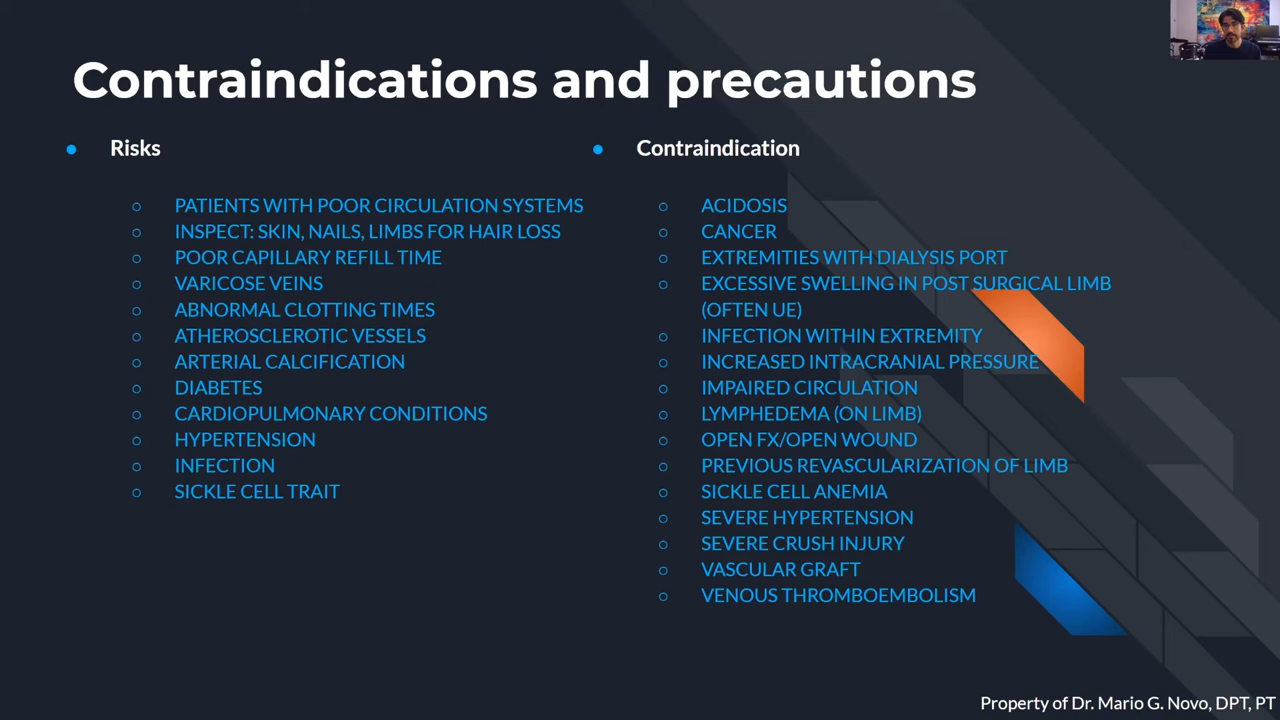 Contraindications and precautions
Risks
PATIENTS WITH POOR CIRCULATION SYSTEMS
INSPECT: SKIN, NAILS, LIMBS FOR HAIR LOSS
POOR CAPILLARY REFILL TIME
VARICOSE VEINS
ABNORMAL CLOTTING TIMES
ATHEROSCLEROTIC VESSELS
ARTERIAL CALCIFICATION
DIABETES
CARDIOPULMONARY CONDITIONS
HYPERTENSION
INFECTION
SICKLE CELL TRAIT
Contraindication
ACIDOSIS
CANCER
EXTREMITIES WITH DIALYSIS PORT
EXCESSIVE SWELLING IN POST SURGICAL LIMB
(OFTEN UE)
INFECTION WITHIN EXTREMITY
INCREASED INTRACRANIAL PRESSURE
IMPAIRED CIRCULATION
LYMPHEDEMA (ON LIMB)
OPEN FX/OPEN WOUND
PREVIOUS REVASCULARIZATION OF LIMB
SICKLE CELL ANEMIA
SEVERE HYPERTENSION
SEVERE CRUSH INJURY
VASCULAR GRAFT
VENOUS THROMBOEMBOLISM
Property of Dr. Mario G. Novo, DPT, PT